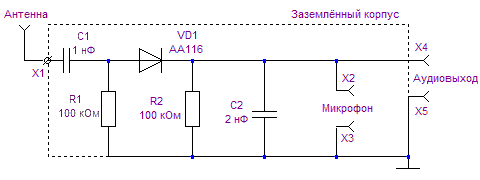 Антенна
Заземлённый корпус
C1
1 нФ
VD1
AA116
X1
X4
X2
Аудиовыход
R1
100 кОм
R2
100 кОм
C2
2 нФ
Микрофон
X5
X3